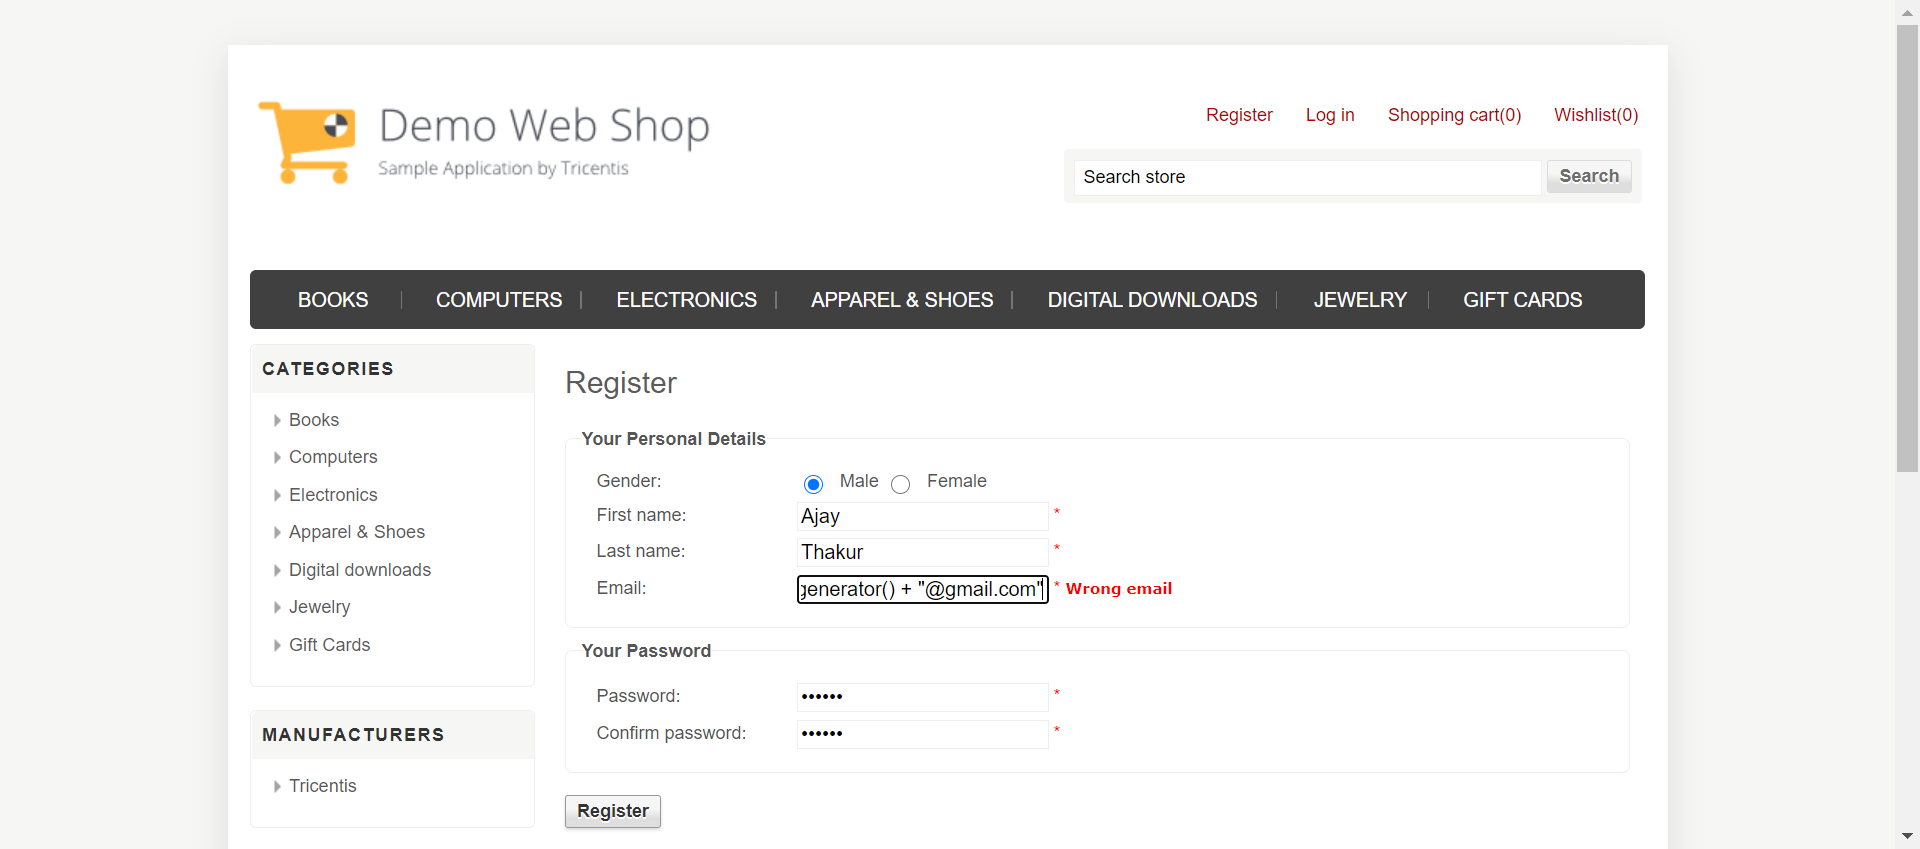 Demo Web Shop
Sample Application by Tricentis
Register Log in Shopping cart(0) Wishlist(0)
Search store Search
BOOKS COMPUTERS ELECTRONICS APPAREL & SHOES DIGITAL DOWNLOADS JEWELRY GIFT CARDS
CATEGORIES
Books
Computers
Electronics
Apparel & Shoes
Digital downloads
Jewelry
Gift Cards
MANUFACTURERS
Tricentis
Register
Your Personal Details
Gender: Male Female
First name: Ajay *
Last name: Thakur *
Email: generator() + "@gmail.com" * Wrong email
Your Password
Password: •••••• *
Confirm password: •••••• *
Register